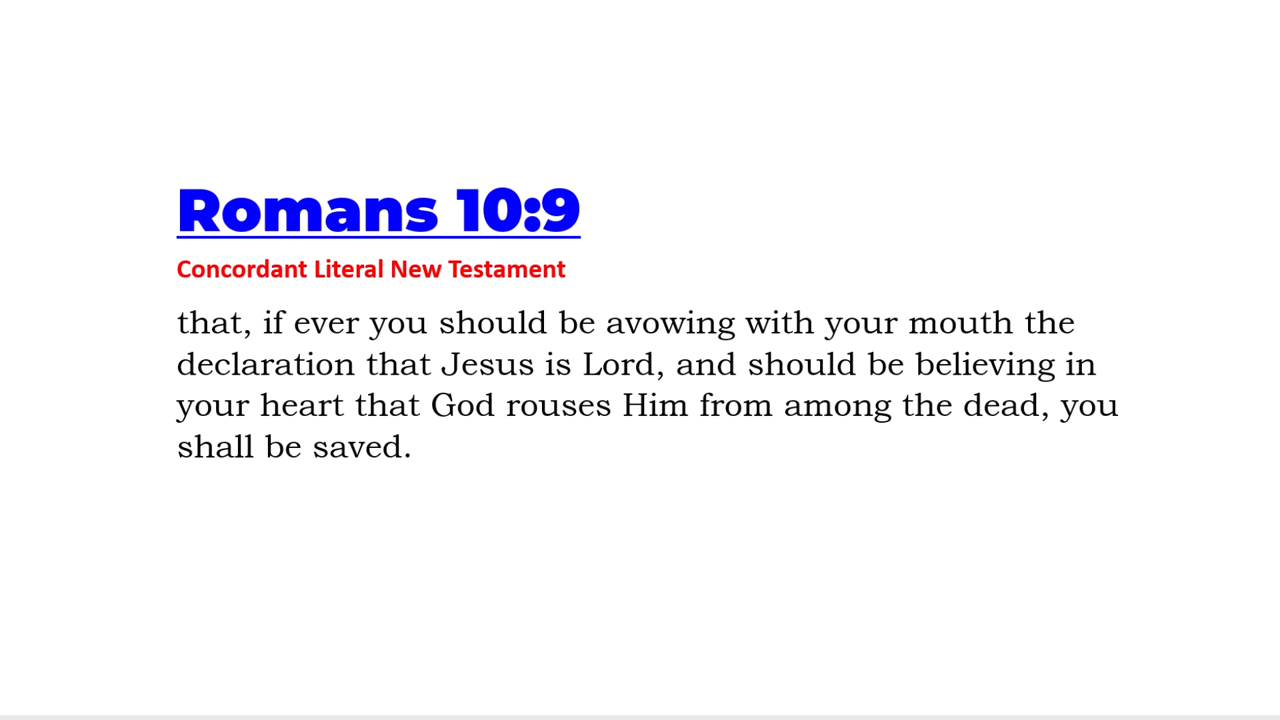 Romans 10:9
Concordant Literal New Testament
that, if ever you should be avowing with your mouth the
declaration that Jesus is Lord, and should be believing in
your heart that God rouses Him from among the dead, you
shall be saved.